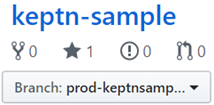 keptn-sample
0 1 0 0
Branch: prod-keptnsamp...